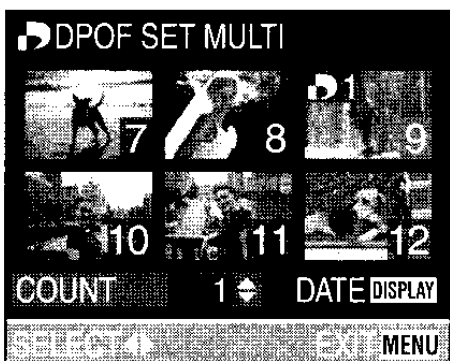 DPOF SET MULTI
7 8 1 9
10 11 12
COUNT 1 DATE DISPLAY
SELECT EXIT MENU